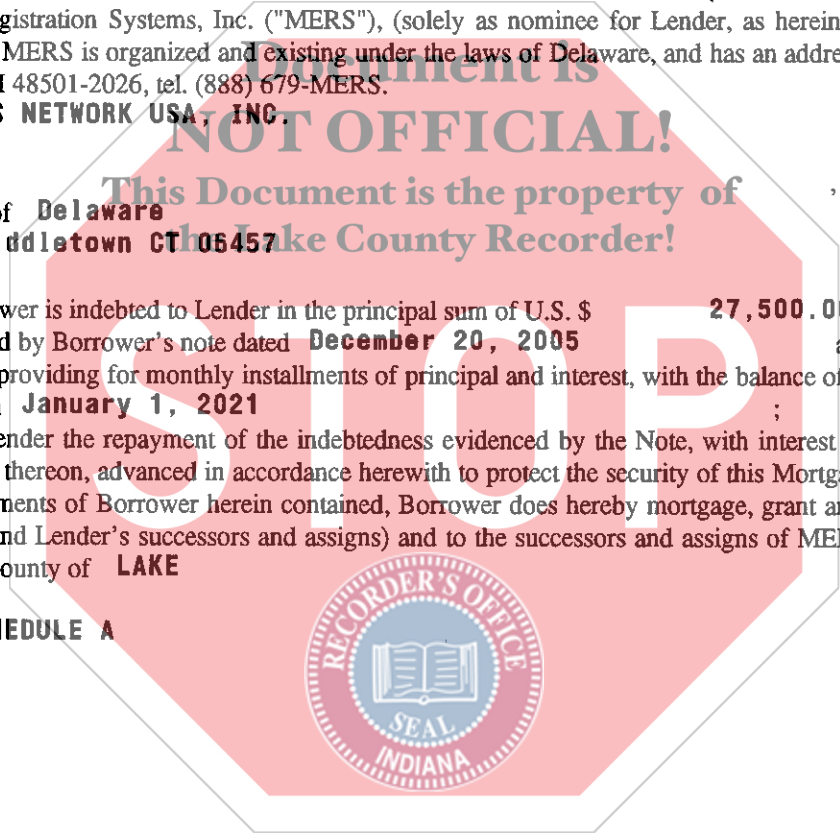 gistration Systems, Inc. ("MERS"), (solely as nominee for Lender, as herein
MERS is organized and existing under the laws of Delaware, and has an addre
48501-2026, tel. (888) 679-MERS.
NETWORK USA, INC.
Document is
NOT OFFICIAL!
This Document is the property of
the Lake County Recorder!
of Delaware ,
ddletown CT 06457
wer is indebted to Lender in the principal sum of U.S. $ 27,500.0
d by Borrower's note dated December 20, 2005 a
providing for monthly installments of principal and interest, with the balance of
January 1, 2021 ;
ender the repayment of the indebtedness evidenced by the Note, with interest
thereon, advanced in accordance herewith to protect the security of this Mortga
nents of Borrower herein contained, Borrower does hereby mortgage, grant a
nd Lender's successors and assigns) and to the successors and assigns of ME
ounty of LAKE
EDULE A
STOP
RECORDER'S OFFICE
SEAL
INDIANA